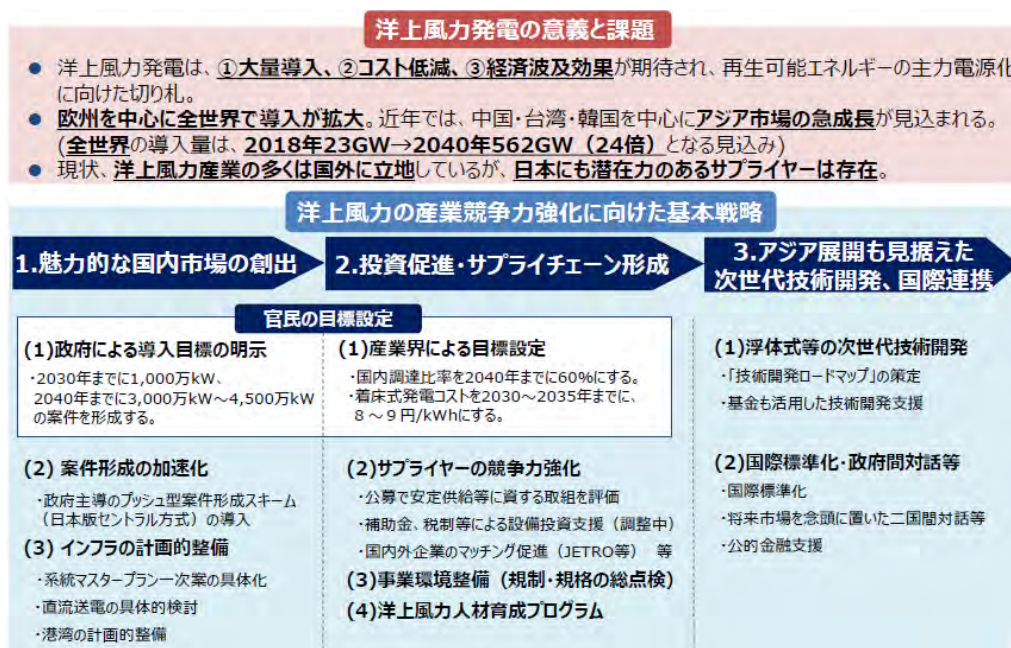 洋上風力発電の意義と課題
● 洋上風力発電は、①大量導入、②コスト低減、③経済波及効果が期待され、再生可能エネルギーの主力電源化
に向けた切り札。
● 欧州を中心に全世界で導入が拡大。近年では、中国・台湾・韓国を中心にアジア市場の急成長が見込まれる。
(全世界の導入量は、2018年23GW→2040年562GW（24倍）となる見込み)
● 現状、洋上風力産業の多くは国外に立地しているが、日本にも潜在力のあるサプライヤーは存在。
洋上風力の産業競争力強化に向けた基本戦略
1.魅力的な国内市場の創出
2.投資促進・サプライチェーン形成
3.アジア展開も見据えた
次世代技術開発、国際連携
官民の目標設定
(1)政府による導入目標の明示
・2030年までに1,000万kW、
2040年までに3,000万kW～4,500万kW
の案件を形成する。
(2) 案件形成の加速化
・政府主導のプッシュ型案件形成スキーム
（日本版セントラル方式）の導入
(3) インフラの計画的整備
・系統マスタープラン一次案の具体化
・直流送電の具体的検討
・港湾の計画的整備
(1)産業界による目標設定
・国内調達比率を2040年までに60%にする。
・着床式発電コストを2030～2035年までに、
８～９円/kWhにする。
(2)サプライヤーの競争力強化
・公募で安定供給等に資する取組を評価
・補助金、税制等による設備投資支援（調整中）
・国内外企業のマッチング促進（JETRO等） 等
(3)事業環境整備（規制・規格の総点検）
(4)洋上風力人材育成プログラム
(1)浮体式等の次世代技術開発
・「技術開発ロードマップ」の策定
・基金も活用した技術開発支援
(2)国際標準化・政府間対話等
・国際標準化
・将来市場を念頭に置いた二国間対話等
・公的金融支援